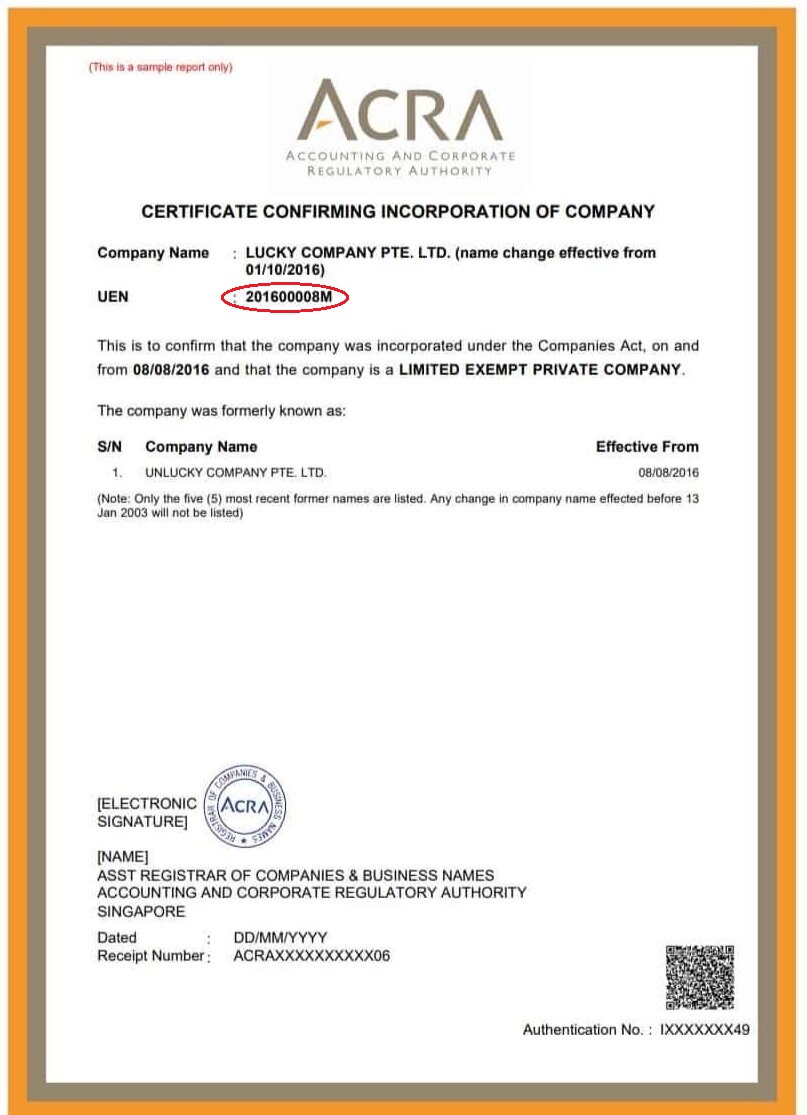 (This is a sample report only)
ACRA
ACCOUNTING AND CORPORATE
REGULATORY AUTHORITY
CERTIFICATE CONFIRMING INCORPORATION OF COMPANY
Company Name : LUCKY COMPANY PTE. LTD. (name change effective from
01/10/2016)
UEN : 201600008M
This is to confirm that the company was incorporated under the Companies Act, on and
from 08/08/2016 and that the company is a LIMITED EXEMPT PRIVATE COMPANY.
The company was formerly known as:
S/N Company Name Effective From
1. UNLUCKY COMPANY PTE. LTD. 08/08/2016
(Note: Only the five (5) most recent former names are listed. Any change in company name effected before 13
Jan 2003 will not be listed)
[ELECTRONIC
SIGNATURE]
REGISTRAR OF COMPANIES & BUSINESS NAMES
ACRA
[NAME]
ASST REGISTRAR OF COMPANIES & BUSINESS NAMES
ACCOUNTING AND CORPORATE REGULATORY AUTHORITY
SINGAPORE
Dated : DD/MM/YYYY
Receipt Number : ACRAXXXXXXXXXX06
Authentication No. : IXXXXXXX49